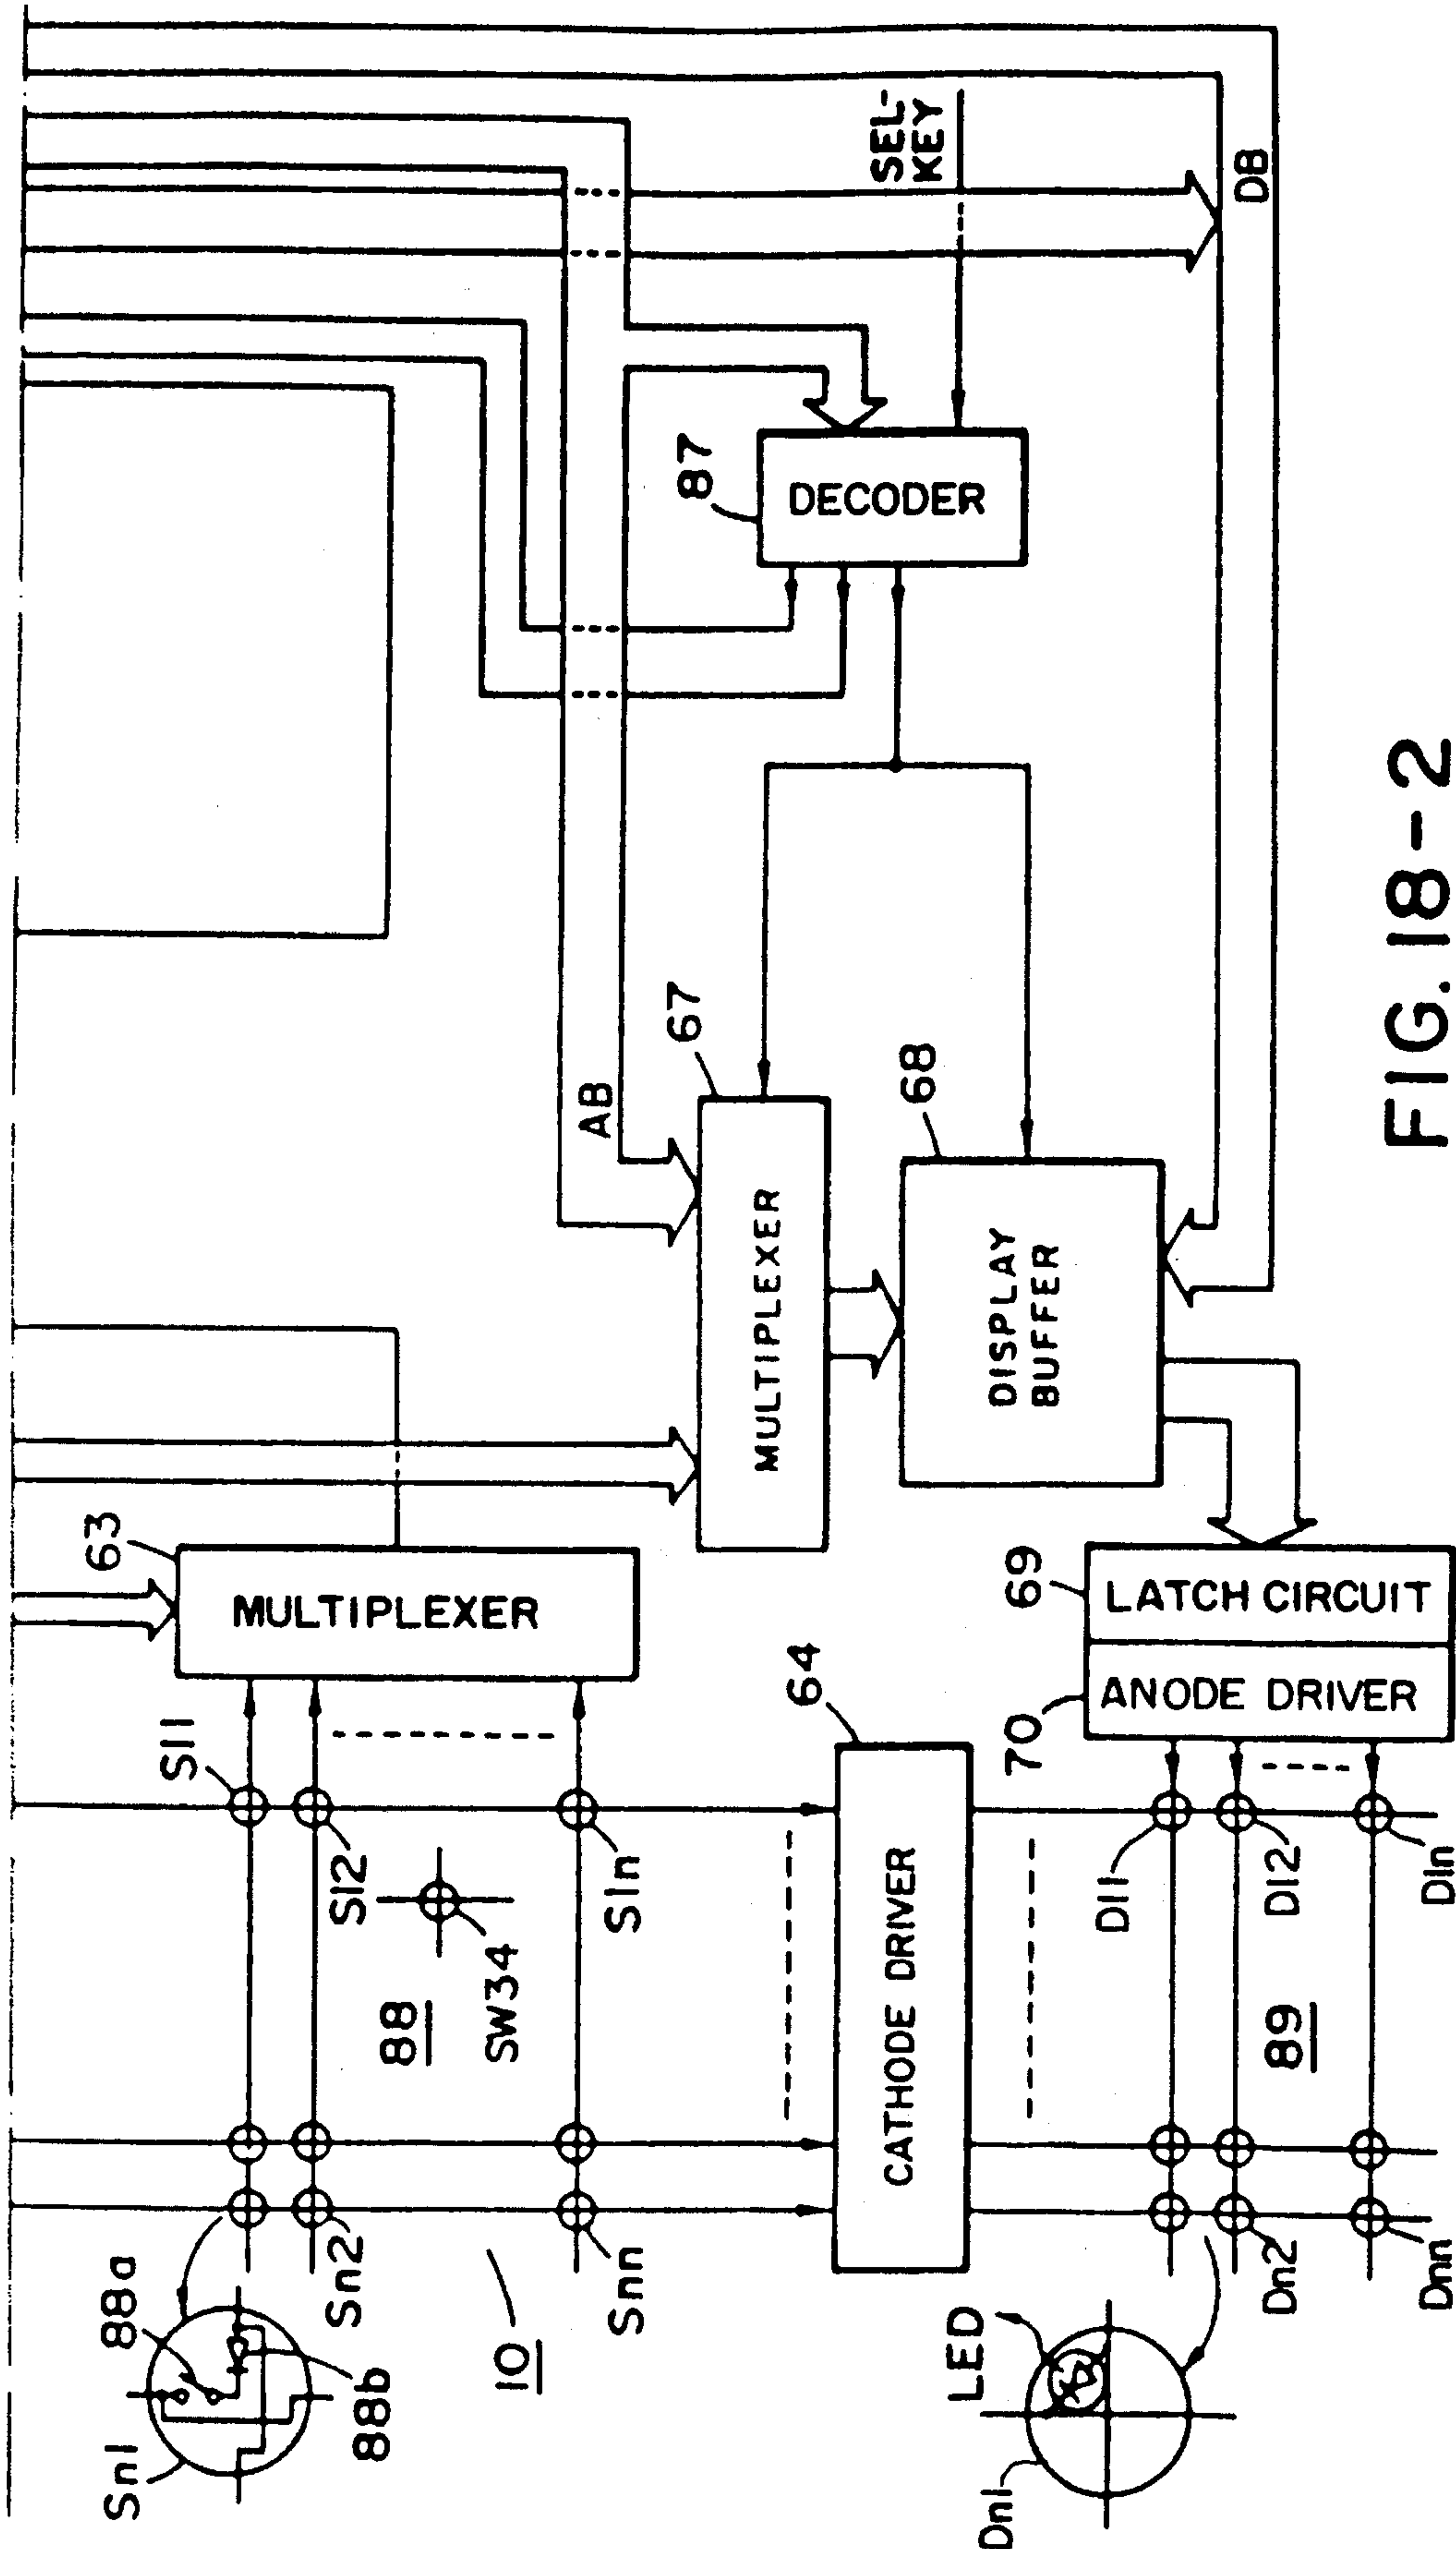 SEL-
KEY
DB
87
DECODER
AB
67
MULTIPLEXER
68
DISPLAY
BUFFER
63
MULTIPLEXER
69
LATCH CIRCUIT
70
ANODE DRIVER
64
CATHODE DRIVER
S11
S12
S1n
SW34
88
Sn2
Snn
88a
88b
Sn1
10
D11
D12
D1n
89
Dn2
Dnn
LED
Dn1
FIG. 18-2